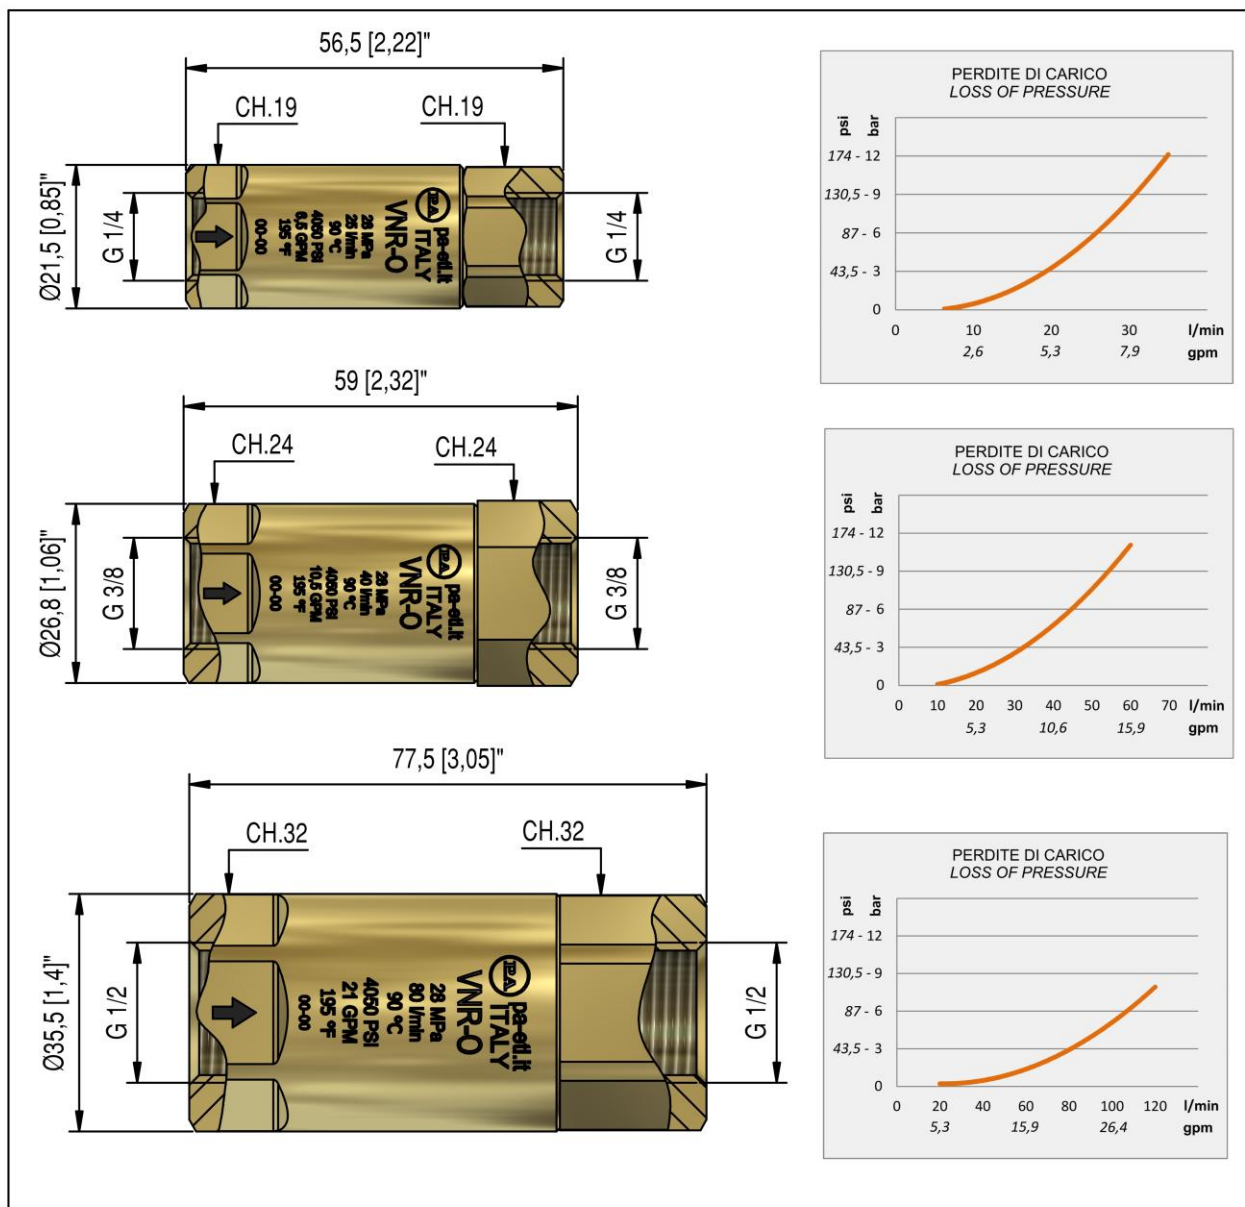 56,5 [2,22]"
CH.19
CH.19
Ø21,5 [0,85]"
G 1/4
PA
pa-etl.it
ITALY
VNR-O
28 MPa
25 l/min
90 °C
4050 PSI
6,5 GPM
195 °F
00-00
G 1/4
PERDITE DI CARICO
LOSS OF PRESSURE
psi bar
174 - 12
130,5 - 9
87 - 6
43,5 - 3
0
0 10 20 30 l/min
2,6 5,3 7,9 gpm
59 [2,32]"
CH.24
CH.24
Ø26,8 [1,06]"
G 3/8
PA
pa-etl.it
ITALY
VNR-O
28 MPa
40 l/min
90 °C
4050 PSI
10,5 GPM
195 °F
00-00
G 3/8
PERDITE DI CARICO
LOSS OF PRESSURE
psi bar
174 - 12
130,5 - 9
87 - 6
43,5 - 3
0
0 10 20 30 40 50 60 70 l/min
5,3 10,6 15,9 gpm
77,5 [3,05]"
CH.32
CH.32
Ø35,5 [1,4]"
G 1/2
PA
pa-etl.it
ITALY
VNR-O
28 MPa
80 l/min
90 °C
4050 PSI
21 GPM
195 °F
00-00
G 1/2
PERDITE DI CARICO
LOSS OF PRESSURE
psi bar
174 - 12
130,5 - 9
87 - 6
43,5 - 3
0
0 20 40 60 80 100 120 l/min
5,3 15,9 26,4 gpm